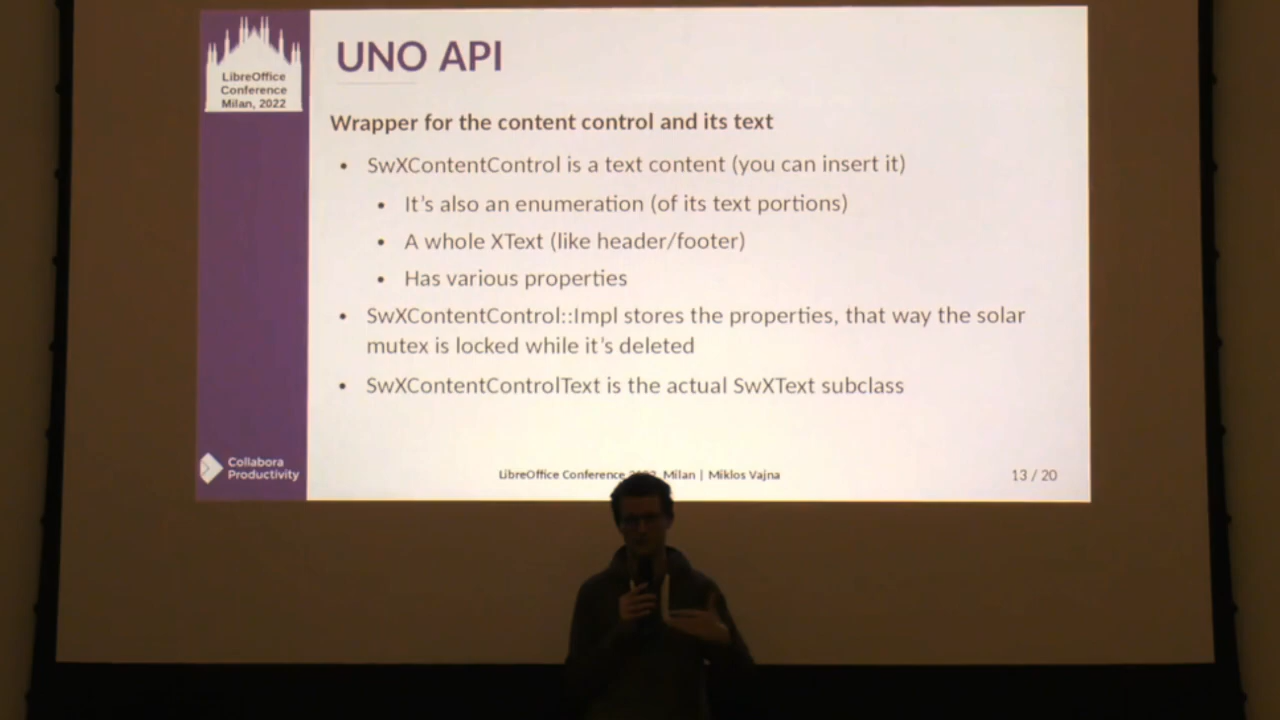 LibreOffice
Conference
Milan, 2022
UNO API
Wrapper for the content control and its text
• SwXContentControl is a text content (you can insert it)
• It's also an enumeration (of its text portions)
• A whole XText (like header/footer)
• Has various properties
• SwXContentControl::Impl stores the properties, that way the solar
mutex is locked while it's deleted
• SwXContentControlText is the actual SwXText subclass
Collabora
Productivity
LibreOffice Conference Milan | Miklos Vajna
13 / 20